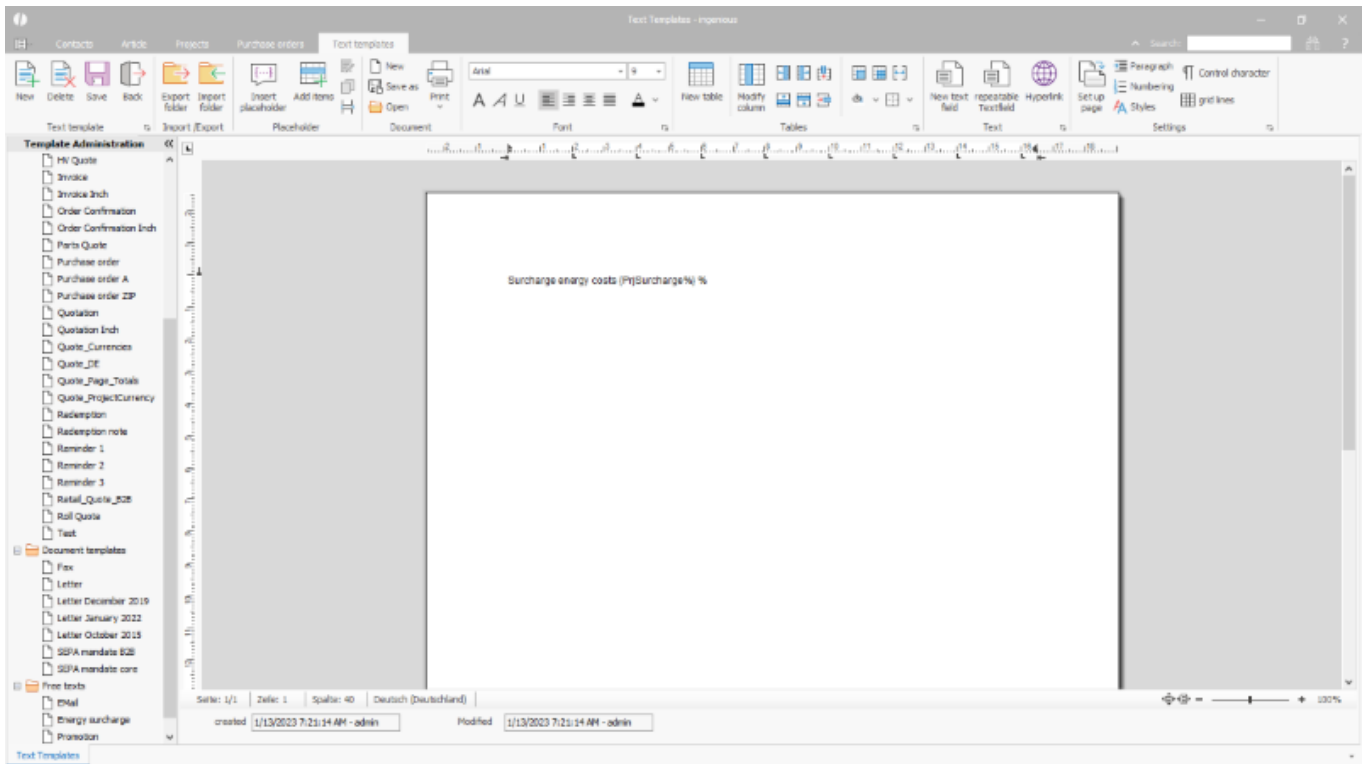 Text Templates - ingenious
Contacts Article Projects Purchase orders Text templates Search:
New Delete Save Back
Text template
Export folder Import folder
Import /Export
Insert placeholder Add items
Placeholder
New
Save as
Open
Print
Document
Arial 9
A A U A
Font
New table Modify column
Tables
New text field repeatable Textfield Hyperlink
Text
Set up page
Paragraph
Numbering
Styles
Control character
grid lines
Settings
Template Administration
HV Quote
Invoice
Invoice Inch
Order Confirmation
Order Confirmation Inch
Parts Quote
Purchase order
Purchase order A
Purchase order ZIP
Quotation
Quotation Inch
Quote_Currencies
Quote_DE
Quote_Page_Totals
Quote_ProjectCurrency
Redemption
Redemption note
Reminder 1
Reminder 2
Reminder 3
Retail_Quote_B2B
Roll Quote
Test
Document templates
Fax
Letter
Letter December 2019
Letter January 2022
Letter October 2015
SEPA mandate B2B
SEPA mandate core
Free texts
EMail
Energy surcharge
Promotion
Surcharge energy costs (PrjSurcharge%) %
Seite: 1/1 Zeile: 1 Spalte: 40 Deutsch (Deutschland) 100%
created 1/13/2023 7:21:14 AM - admin Modified 1/13/2023 7:21:14 AM - admin
Text Templates